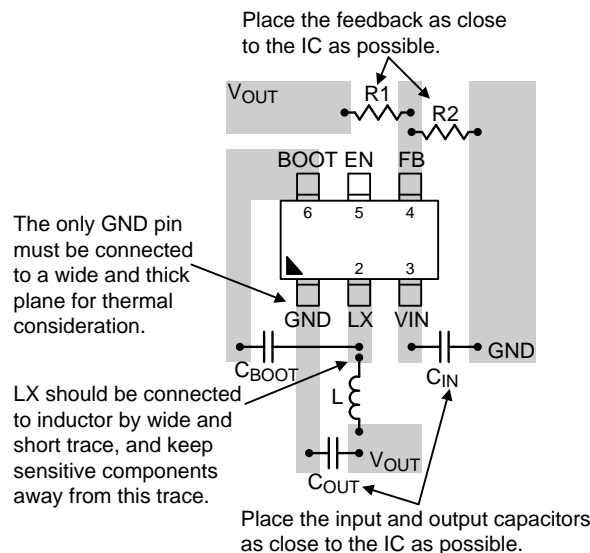 Place the feedback as close
to the IC as possible.
VOUT
R1
R2
BOOT EN FB
6 5 4
The only GND pin
must be connected
to a wide and thick
plane for thermal
consideration.
2 3
GND LX VIN
CBOOT
CIN
GND
LX should be connected
to inductor by wide and
short trace, and keep
sensitive components
away from this trace.
L
VOUT
COUT
Place the input and output capacitors
as close to the IC as possible.